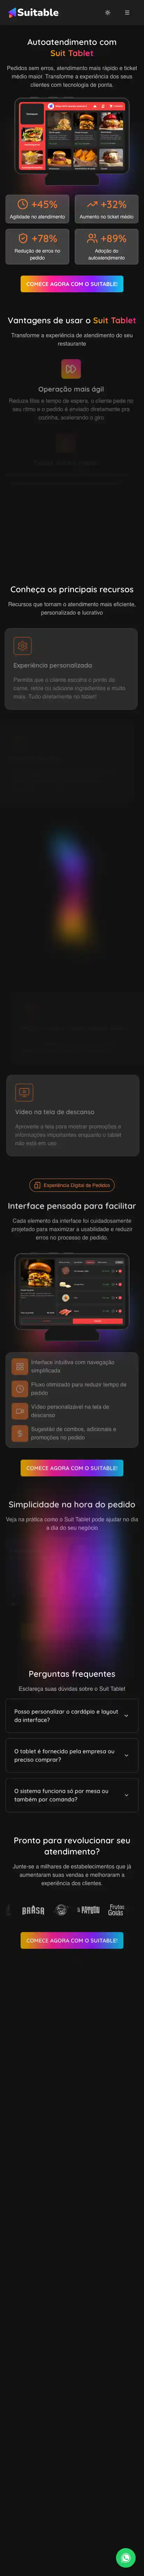 Suitable
Autoatendimento com
Suit Tablet
Pedidos sem erros, atendimento mais rápido e ticket
médio maior. Transforme a experiência dos seus
clientes com tecnologia de ponta.
+45%
Agilidade no atendimento
+32%
Aumento no ticket médio
+78%
Redução de erros no
pedido
+89%
Adoção do
autoatendimento
COMECE AGORA COM O SUITABLE!
Vantagens de usar o Suit Tablet
Transforme a experiência de atendimento do seu
restaurante
Operação mais ágil
Reduza filas e tempo de espera, o cliente pede no
seu ritmo e o pedido é enviado diretamente pra
cozinha, acelerando o giro.
Conheça os principais recursos
Recursos que tornam o atendimento mais eficiente,
personalizado e lucrativo
Experiência personalizada
Permita que o cliente escolha o ponto da
carne, retire ou adicione ingredientes e muito
mais. Tudo diretamente no tablet!
Vídeo na tela de descanso
Aproveite a tela para mostrar promoções e
informações importantes enquanto o tablet
não está em uso.
Experiência Digital de Pedidos
Interface pensada para facilitar
Cada elemento da interface foi cuidadosamente
projetado para maximizar a usabilidade e reduzir
erros no processo de pedido.
Interface intuitiva com navegação
simplificada
Fluxo otimizado para reduzir tempo de
pedido
Vídeo personalizável na tela de
descanso
Sugestão de combos, adicionais e
promoções no pedido
COMECE AGORA COM O SUITABLE!
Simplicidade na hora do pedido
Veja na prática como o Suit Tablet pode ajudar no dia
a dia do seu negócio.
Perguntas frequentes
Esclareça suas dúvidas sobre o Suit Tablet
Posso personalizar o cardápio e layout
da interface?
O tablet é fornecido pela empresa ou
preciso comprar?
O sistema funciona só por mesa ou
também por comanda?
Pronto para revolucionar seu
atendimento?
Junte-se a milhares de estabelecimentos que já
aumentaram suas vendas e melhoraram a
experiência dos clientes.
BRASA
Frutos
Goiás
COMECE AGORA COM O SUITABLE!